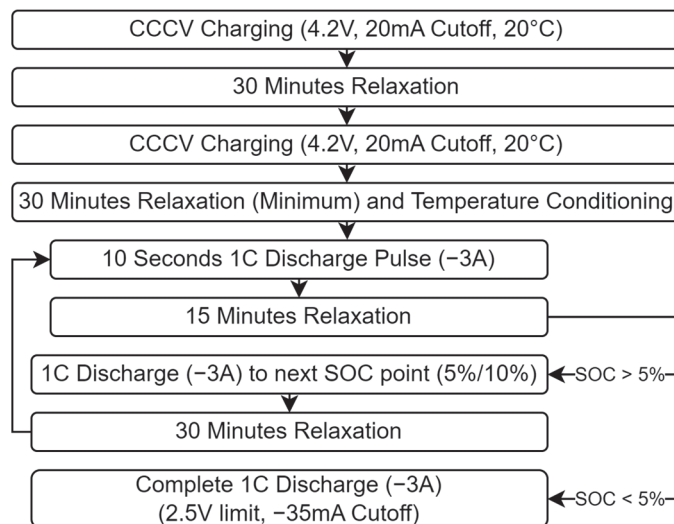 CCCV Charging (4.2V, 20mA Cutoff, 20°C)
30 Minutes Relaxation
CCCV Charging (4.2V, 20mA Cutoff, 20°C)
30 Minutes Relaxation (Minimum) and Temperature Conditioning
10 Seconds 1C Discharge Pulse (−3A)
15 Minutes Relaxation
1C Discharge (−3A) to next SOC point (5%/10%)
SOC > 5%
30 Minutes Relaxation
Complete 1C Discharge (−3A)
(2.5V limit, −35mA Cutoff)
SOC < 5%